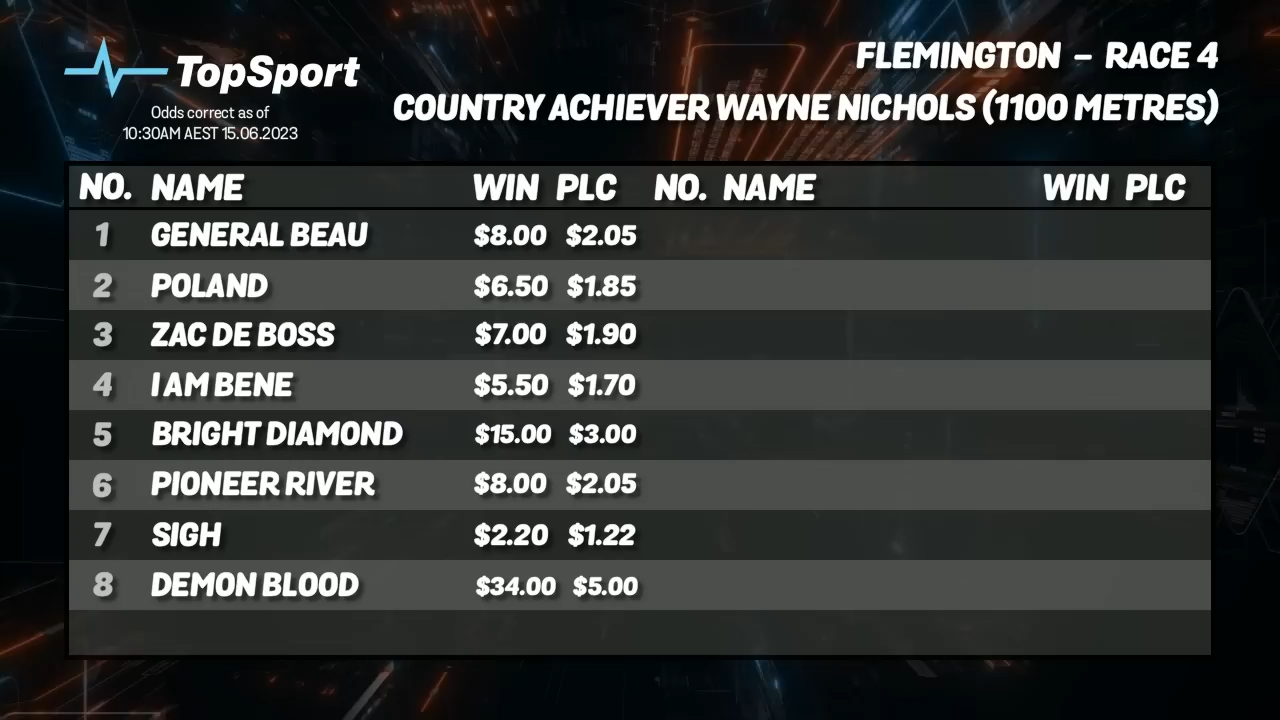 TopSport
Odds correct as of
10:30AM AEST 15.06.2023
FLEMINGTON – RACE 4
COUNTRY ACHIEVER WAYNE NICHOLS (1100 METRES)
NO. NAME WIN PLC NO. NAME WIN PLC
1 GENERAL BEAU $8.00 $2.05
2 POLAND $6.50 $1.85
3 ZAC DE BOSS $7.00 $1.90
4 I AM BENE $5.50 $1.70
5 BRIGHT DIAMOND $15.00 $3.00
6 PIONEER RIVER $8.00 $2.05
7 SIGH $2.20 $1.22
8 DEMON BLOOD $34.00 $5.00